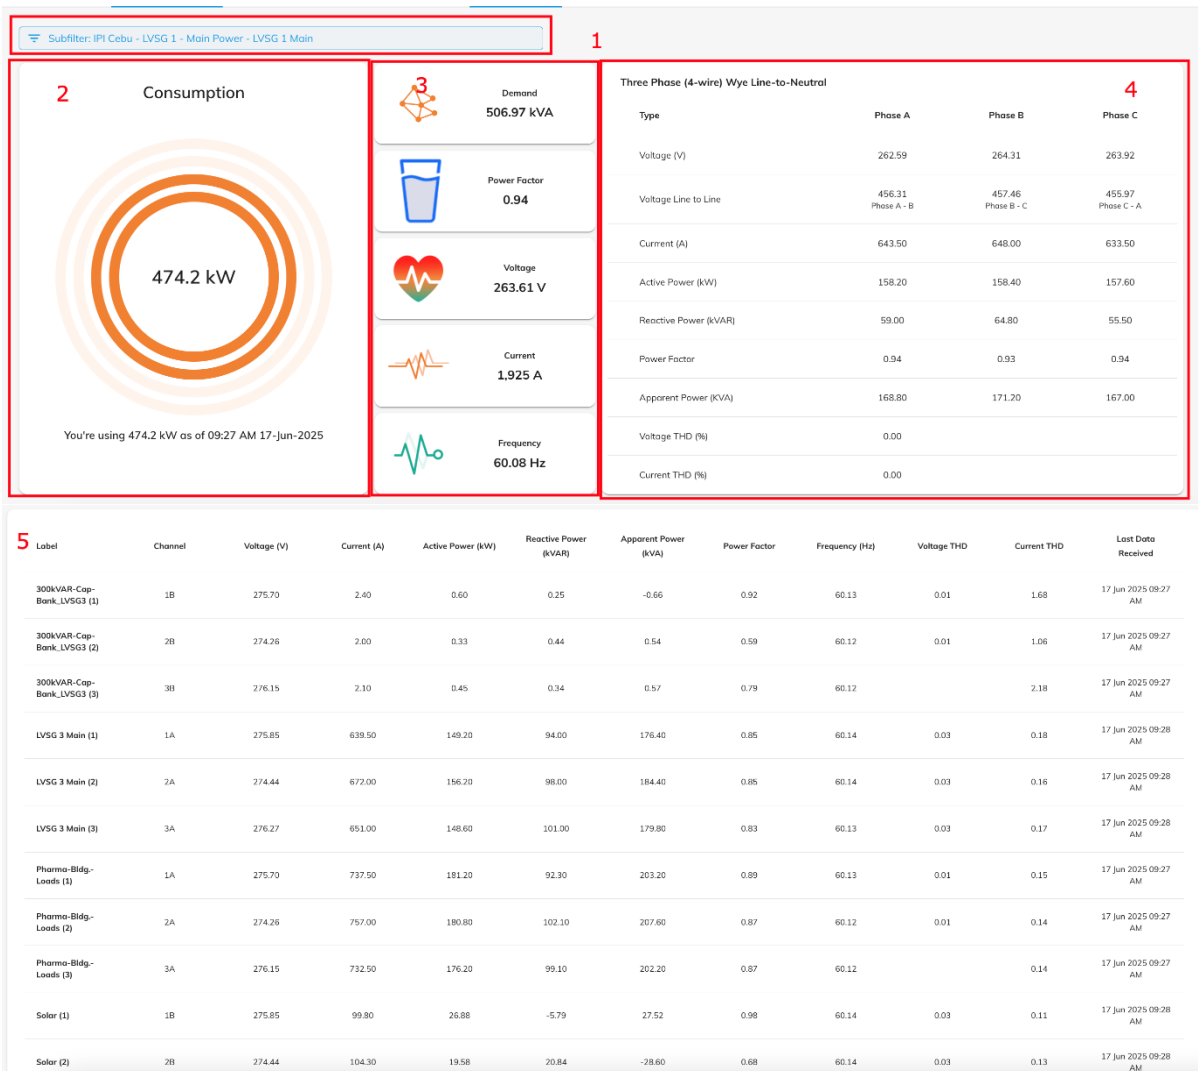 Subfilter: IPI Cebu - LVSG 1 - Main Power - LVSG 1 Main
1
2
Consumption
474.2 kW
You're using 474.2 kW as of 09:27 AM 17-Jun-2025
3
Demand
506.97 kVA
Power Factor
0.94
Voltage
263.61 V
Current
1,925 A
Frequency
60.08 Hz
Three Phase (4-wire) Wye Line-to-Neutral
4
Type Phase A Phase B Phase C
Voltage (V) 262.59 264.31 263.92
Voltage Line to Line 456.31 457.46 455.97
Phase A - B Phase B - C Phase C - A
Current (A) 643.50 648.00 633.50
Active Power (kW) 158.20 158.40 157.60
Reactive Power (kVAR) 59.00 64.80 55.50
Power Factor 0.94 0.93 0.94
Apparent Power (KVA) 168.80 171.20 167.00
Voltage THD (%) 0.00
Current THD (%) 0.00
5
Label Channel Voltage (V) Current (A) Active Power (kW) Reactive Power (kVAR) Apparent Power (kVA) Power Factor Frequency (Hz) Voltage THD Current THD Last Data Received
300kVAR-Cap-Bank_LVSG3 (1) 1B 275.70 2.40 0.60 0.25 -0.66 0.92 60.13 0.01 1.68 17 Jun 2025 09:27 AM
300kVAR-Cap-Bank_LVSG3 (2) 2B 274.26 2.00 0.33 0.44 0.54 0.59 60.12 0.01 1.06 17 Jun 2025 09:27 AM
300kVAR-Cap-Bank_LVSG3 (3) 3B 276.15 2.10 0.45 0.34 0.57 0.79 60.12 2.18 17 Jun 2025 09:27 AM
LVSG 3 Main (1) 1A 275.85 639.50 149.20 94.00 176.40 0.85 60.14 0.03 0.18 17 Jun 2025 09:28 AM
LVSG 3 Main (2) 2A 274.44 672.00 156.20 98.00 184.40 0.85 60.14 0.03 0.16 17 Jun 2025 09:28 AM
LVSG 3 Main (3) 3A 276.27 651.00 148.60 101.00 179.80 0.83 60.13 0.03 0.17 17 Jun 2025 09:28 AM
Pharma-Bldg.-Loads (1) 1A 275.70 737.50 181.20 92.30 203.20 0.89 60.13 0.01 0.15 17 Jun 2025 09:27 AM
Pharma-Bldg.-Loads (2) 2A 274.26 757.00 180.80 102.10 207.60 0.87 60.12 0.01 0.14 17 Jun 2025 09:27 AM
Pharma-Bldg.-Loads (3) 3A 276.15 732.50 176.20 99.10 202.20 0.87 60.12 0.14 17 Jun 2025 09:27 AM
Solar (1) 1B 275.85 99.80 26.88 -5.79 27.52 0.98 60.14 0.03 0.11 17 Jun 2025 09:28 AM
Solar (2) 2B 274.44 104.30 19.58 20.84 -28.60 0.68 60.14 0.03 0.13 17 Jun 2025 09:28 AM